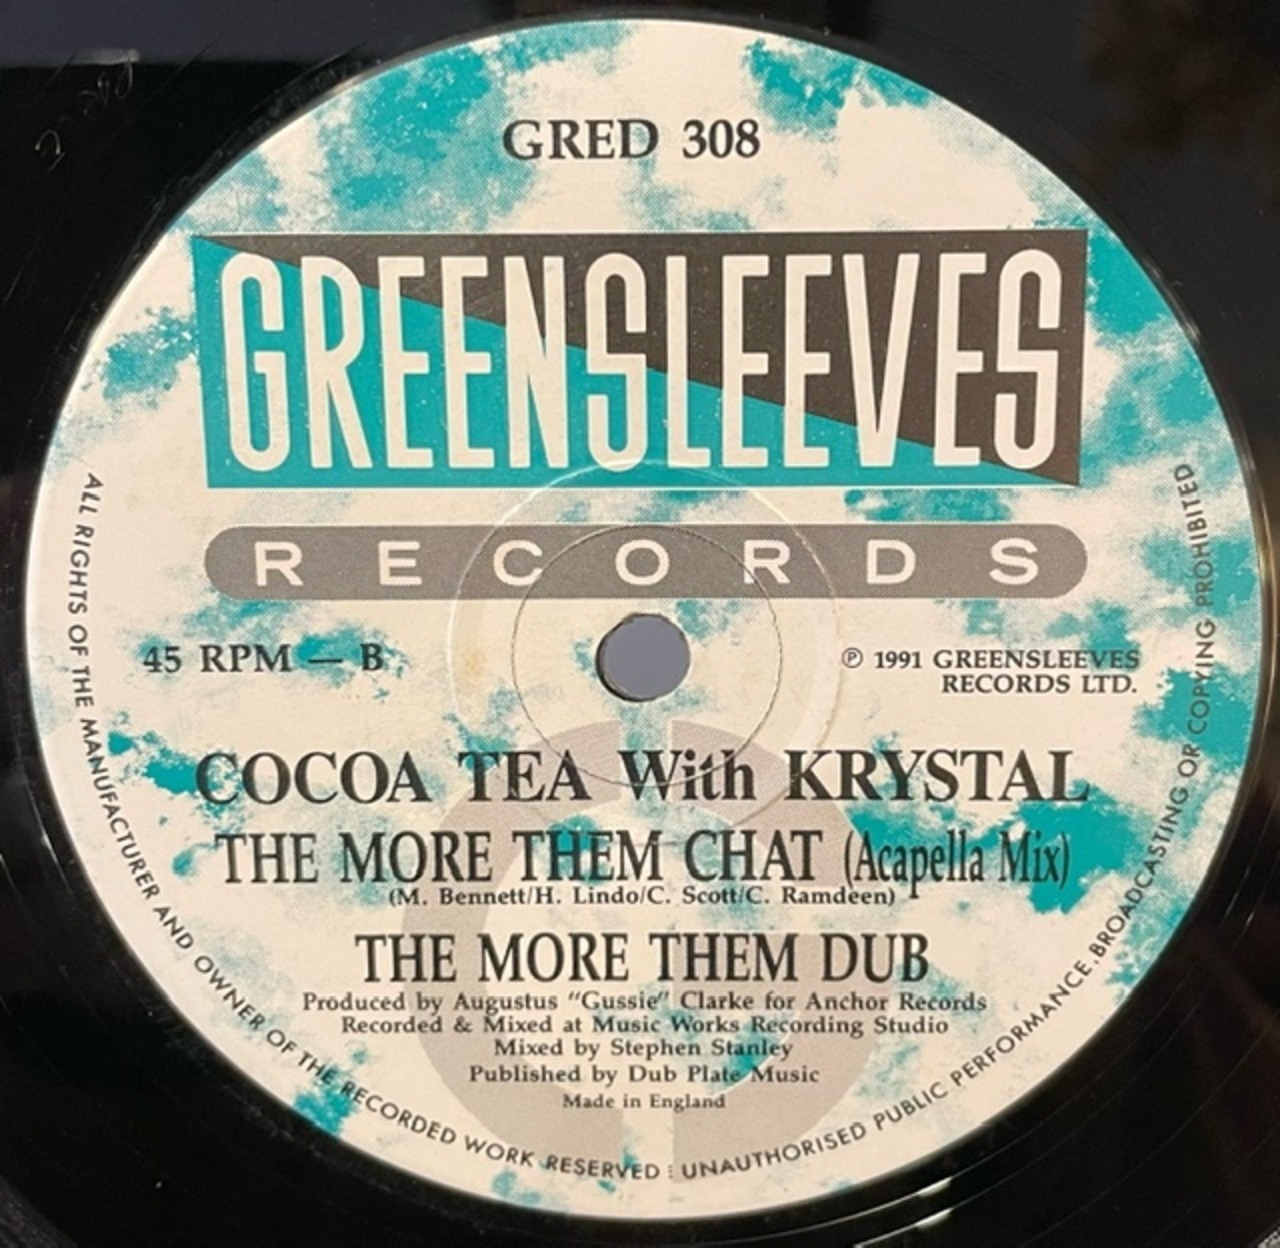 GRED 308
GREENSLEEVES
RECORDS
45 RPM — B
℗ 1991 GREENSLEEVES
RECORDS LTD.
COCOA TEA With KRYSTAL
THE MORE THEM CHAT (Acapella Mix)
(M. Bennett/H. Lindo/C. Scott/C. Ramdeen)
THE MORE THEM DUB
Produced by Augustus "Gussie" Clarke for Anchor Records
Recorded & Mixed at Music Works Recording Studio
Mixed by Stephen Stanley
Published by Dub Plate Music
Made in England
ALL RIGHTS OF THE MANUFACTURER AND OWNER OF THE RECORDED WORK RESERVED : UNAUTHORISED PUBLIC PERFORMANCE, BROADCASTING OR COPYING PROHIBITED